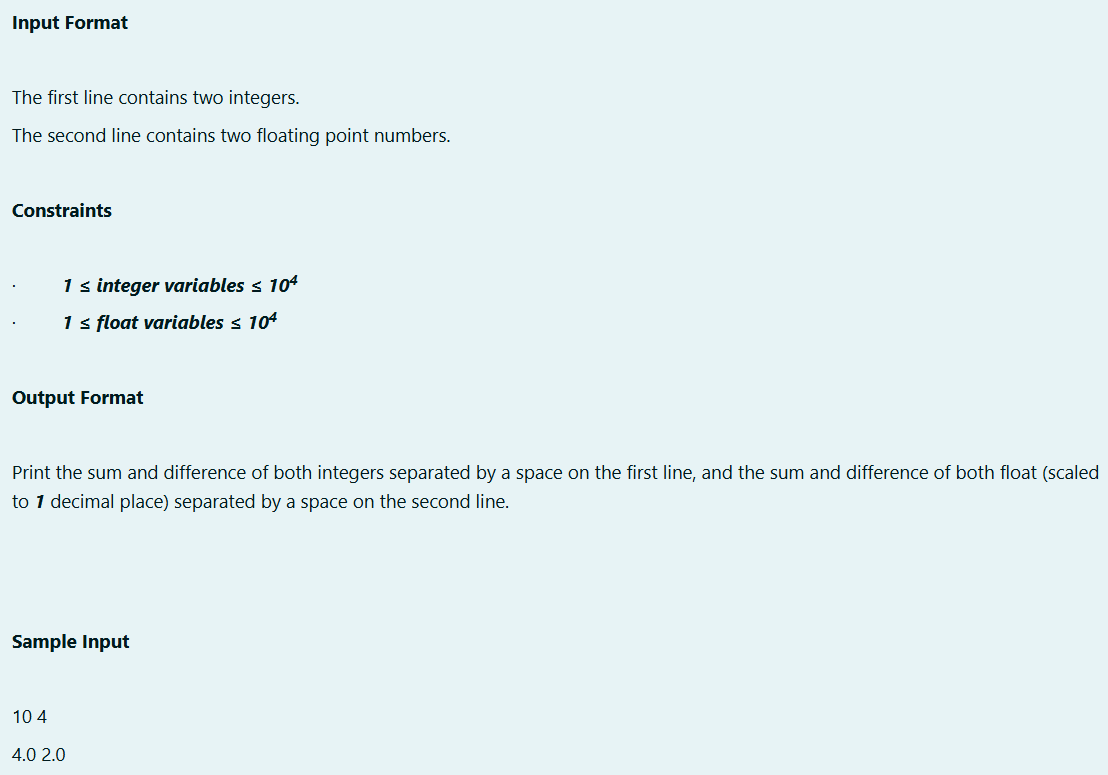 Input Format
The first line contains two integers.
The second line contains two floating point numbers.
Constraints
· 1 ≤ integer variables ≤ 10⁴
· 1 ≤ float variables ≤ 10⁴
Output Format
Print the sum and difference of both integers separated by a space on the first line, and the sum and difference of both float (scaled
to 1 decimal place) separated by a space on the second line.
Sample Input
10 4
4.0 2.0